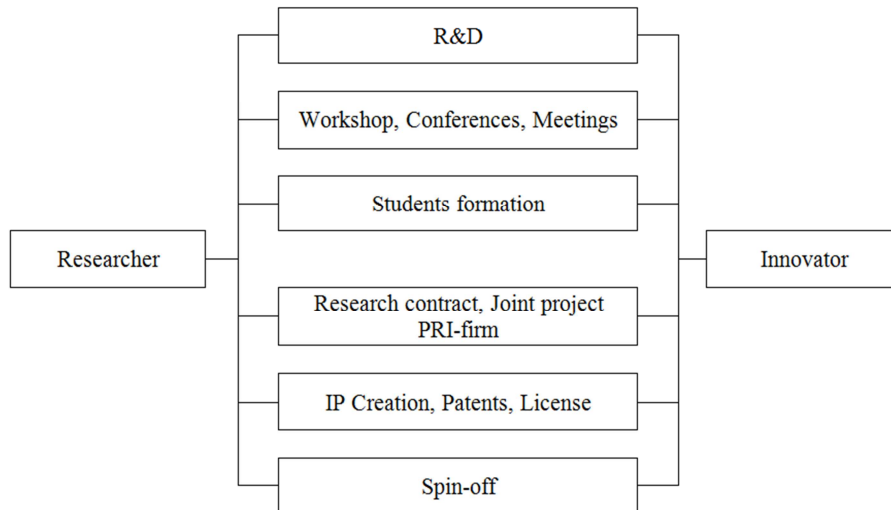 R&D
Workshop, Conferences, Meetings
Students formation
Researcher
Innovator
Research contract, Joint project
PRI-firm
IP Creation, Patents, License
Spin-off